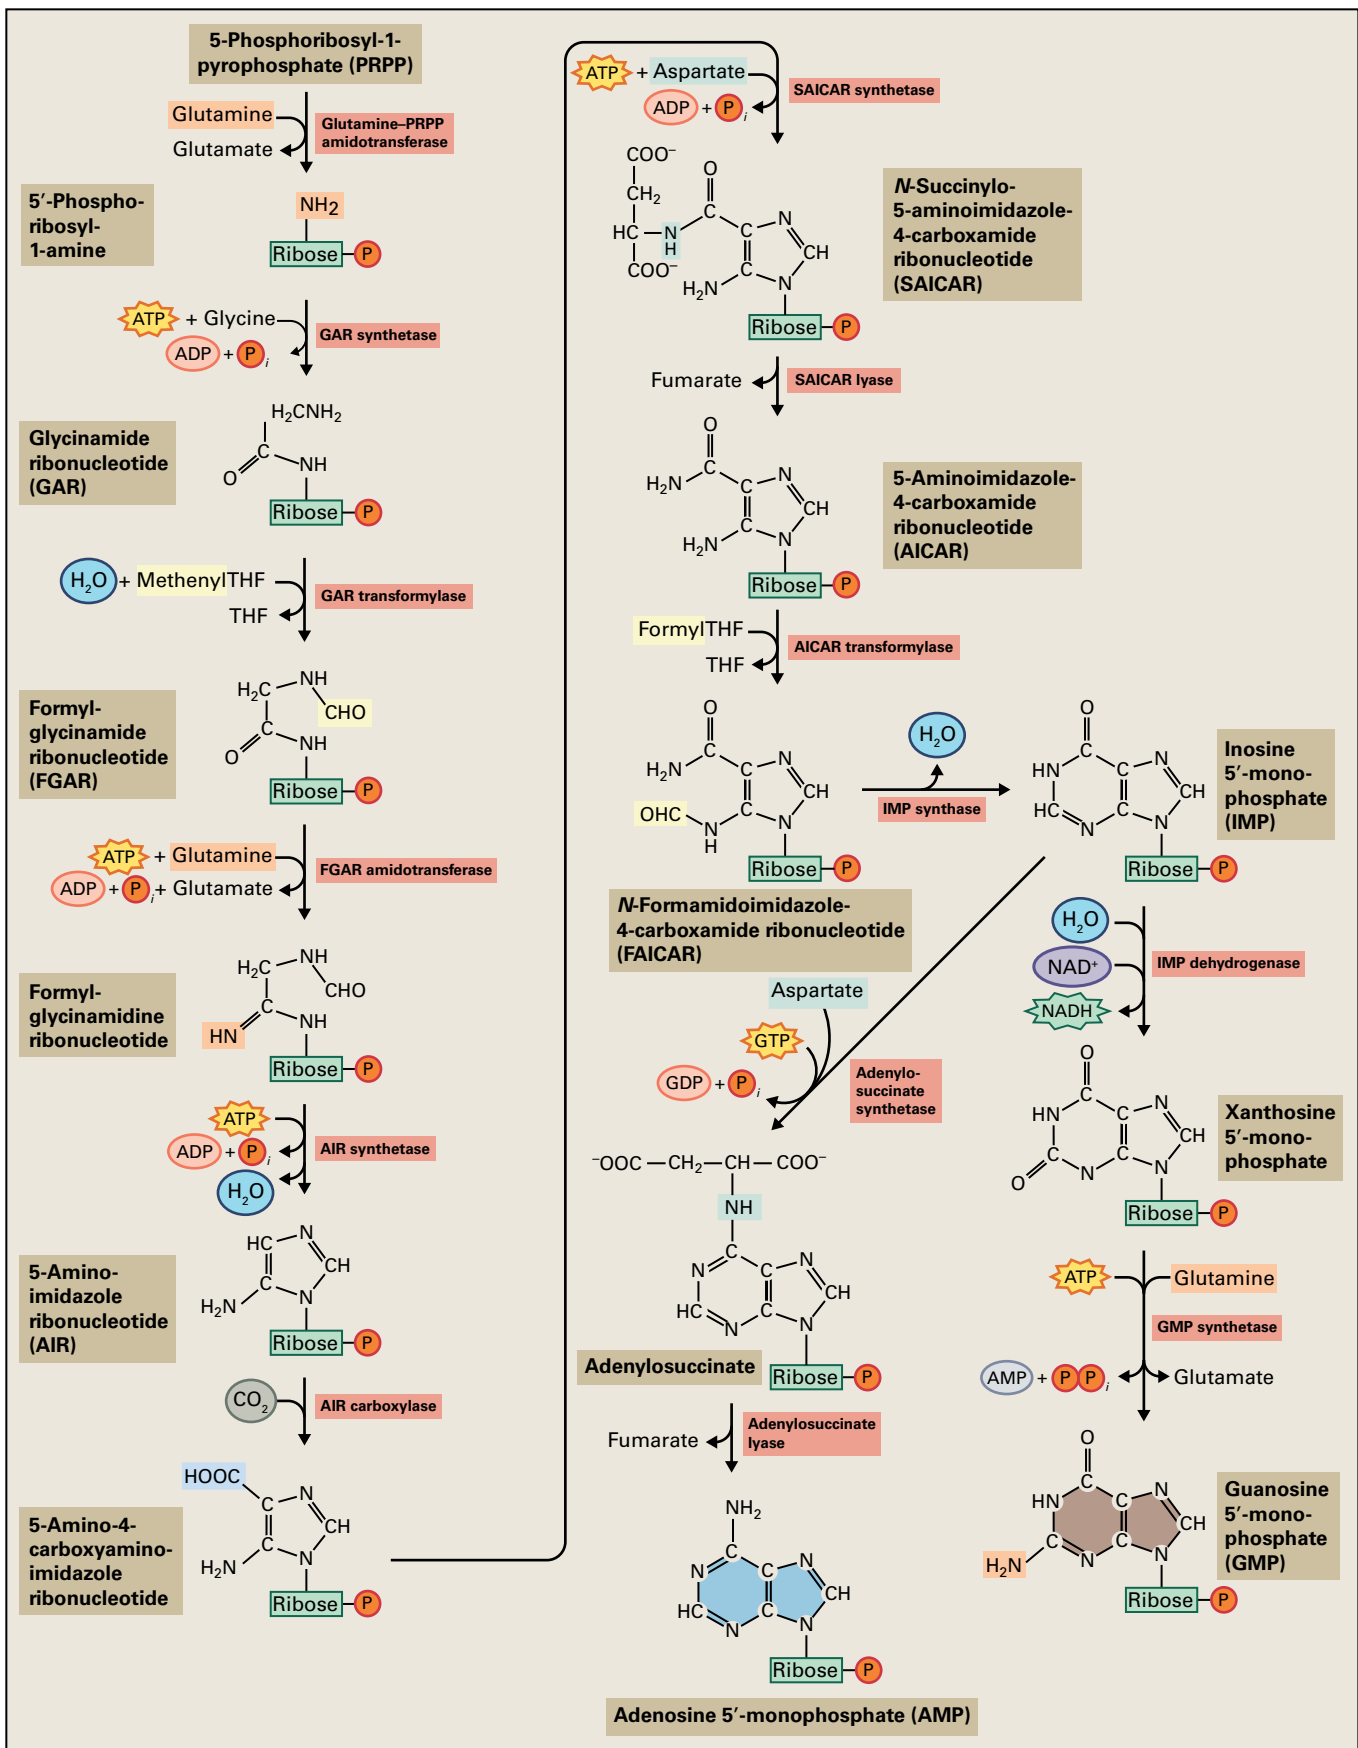 5-Phosphoribosyl-1-
pyrophosphate (PRPP)
Glutamine
Glutamate
Glutamine–PRPP
amidotransferase
5′-Phospho-
ribosyl-
1-amine
NH2
Ribose P
ATP + Glycine
ADP + Pi
GAR synthetase
Glycinamide
ribonucleotide
(GAR)
H2CNH2
C
O
NH
Ribose P
H2O + MethenylTHF
THF
GAR transformylase
Formyl-
glycinamide
ribonucleotide
(FGAR)
NH
H2C
CHO
C
O
NH
Ribose P
ATP + Glutamine
ADP + Pi + Glutamate
FGAR amidotransferase
Formyl-
glycinamidine
ribonucleotide
NH
H2C
CHO
C
HN
NH
Ribose P
ATP
ADP + Pi
H2O
AIR synthetase
5-Amino-
imidazole
ribonucleotide
(AIR)
HC
N
CH
C
H2N
N
Ribose P
CO2
AIR carboxylase
5-Amino-4-
carboxyamino-
imidazole
ribonucleotide
HOOC
C
N
CH
C
H2N
N
Ribose P
ATP + Aspartate
ADP + Pi
SAICAR synthetase
COO−
CH2
O
HC
N
H
C
C
N
CH
COO−
H2N
C
N
Ribose P
N-Succinylo-
5-aminoimidazole-
4-carboxamide
ribonucleotide
(SAICAR)
Fumarate
SAICAR lyase
O
C
H2N
C
N
CH
H2N
C
N
Ribose P
5-Aminoimidazole-
4-carboxamide
ribonucleotide
(AICAR)
FormylTHF
THF
AICAR transformylase
O
C
H2N
C
N
CH
OHC
N
H
C
N
Ribose P
N-Formamidoimidazole-
4-carboxamide ribonucleotide
(FAICAR)
H2O
IMP synthase
O
C
HN
C
N
CH
HC
N
C
N
Ribose P
Inosine
5′-mono-
phosphate
(IMP)
Aspartate
GTP
GDP + Pi
Adenylo-
succinate
synthetase
−OOC — CH2 — CH — COO−
NH
C
N
C
N
CH
HC
N
C
N
Ribose P
Adenylosuccinate
Fumarate
Adenylosuccinate
lyase
NH2
C
N
C
N
CH
HC
N
C
N
Ribose P
Adenosine 5′-monophosphate (AMP)
H2O
NAD+
NADH
IMP dehydrogenase
O
C
HN
C
N
CH
C
O
N
C
N
Ribose P
Xanthosine
5′-mono-
phosphate
ATP
Glutamine
GMP synthetase
AMP + PPi
Glutamate
O
C
HN
C
N
CH
C
H2N
N
C
N
Ribose P
Guanosine
5′-mono-
phosphate
(GMP)